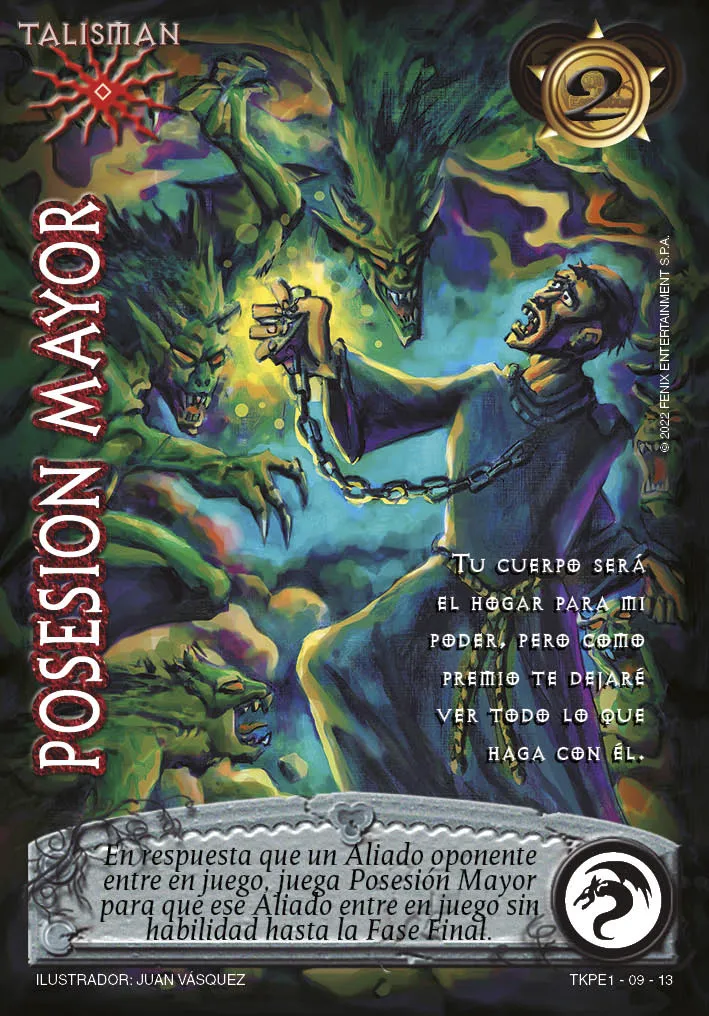 TALISMAN
2
POSESIÓN MAYOR
© 2022 FENIX ENTERTAINMENT S.P.A.
TU CUERPO SERÁ
EL HOGAR PARA MI
PODER, PERO COMO
PREMIO TE DEJARÉ
VER TODO LO QUE
HAGA CON ÉL.
En respuesta que un Aliado oponente
entre en juego, juega Posesión Mayor
para que ese Aliado entre en juego sin
habilidad hasta la Fase Final.
ILUSTRADOR: JUAN VÁSQUEZ
TKPE1 - 09 - 13